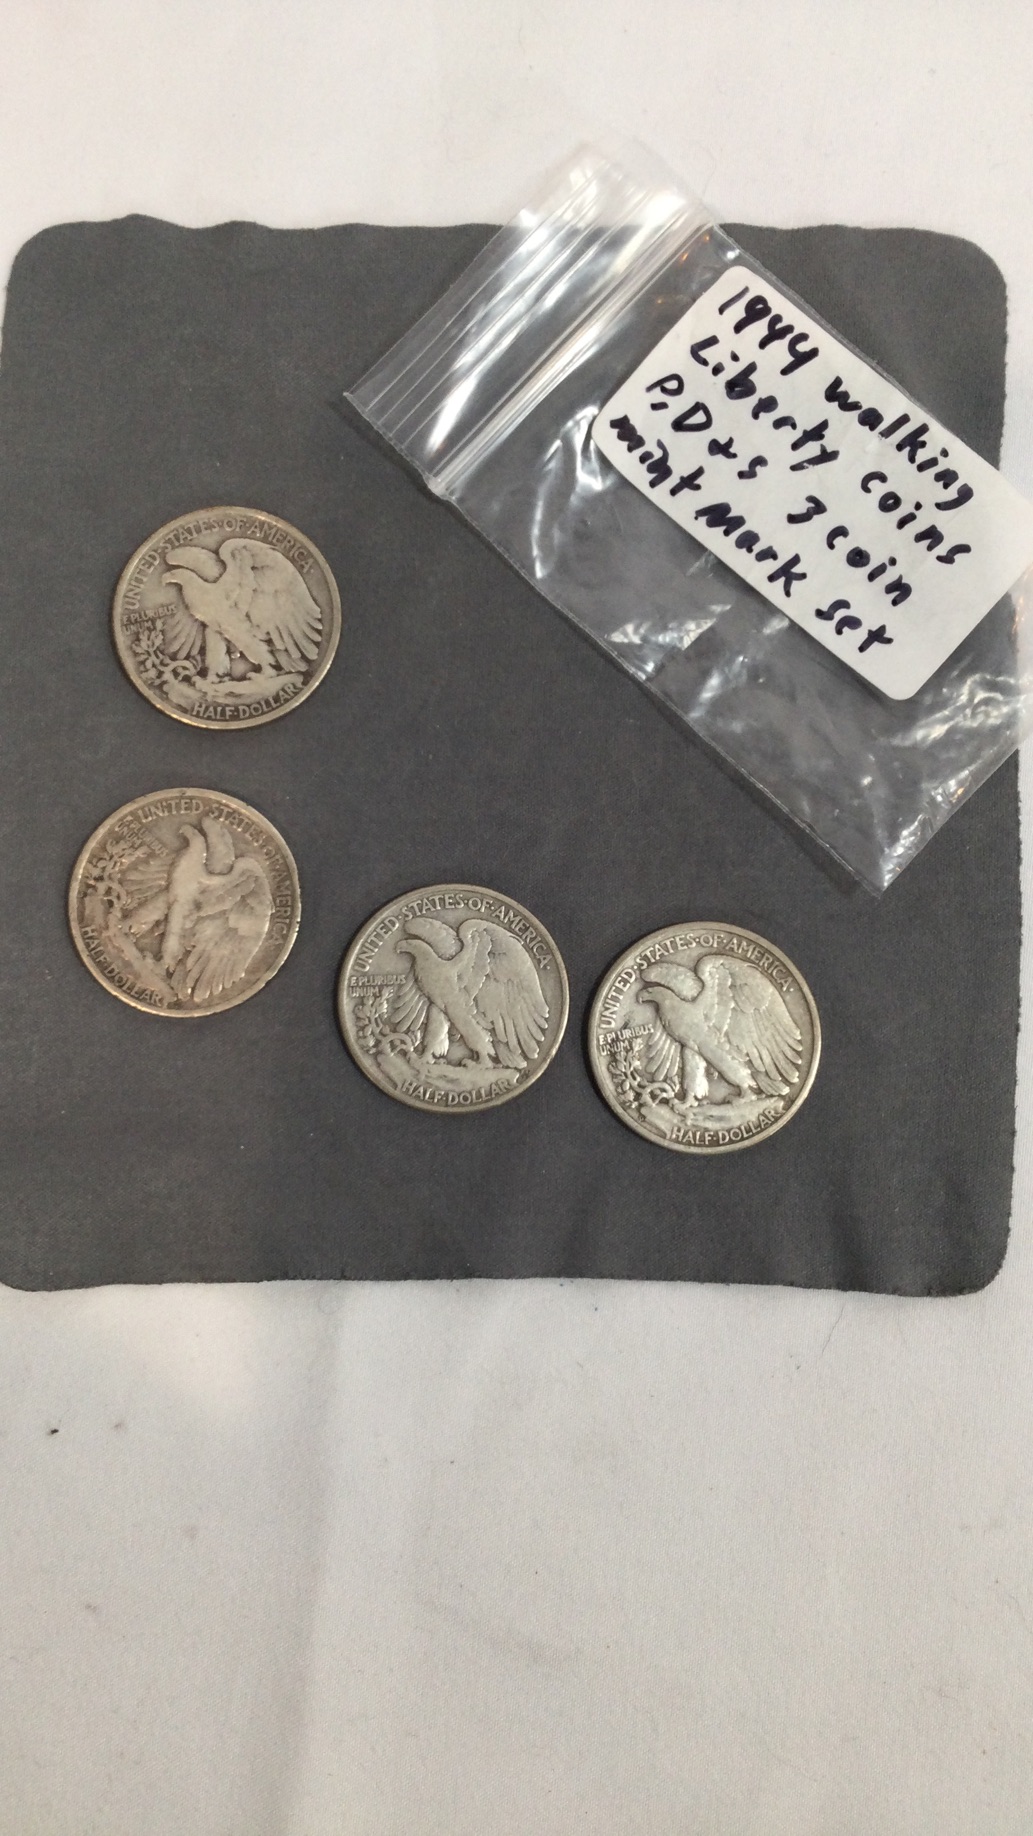 1944 walking
Liberty coins
P, D & S 3 coin
mint mark set
UNITED·STATES·OF·AMERICA·
E·PLURIBUS
UNUM
HALF·DOLLAR
UNITED·STATES·OF·AMERICA
E·PLURIBUS
UNUM
HALF·DOLLAR
UNITED·STATES·OF·AMERICA·
E·PLURIBUS
UNUM
HALF·DOLLAR
UNITED·STATES·OF·AMERICA·
E·PLURIBUS
UNUM
HALF·DOLLAR